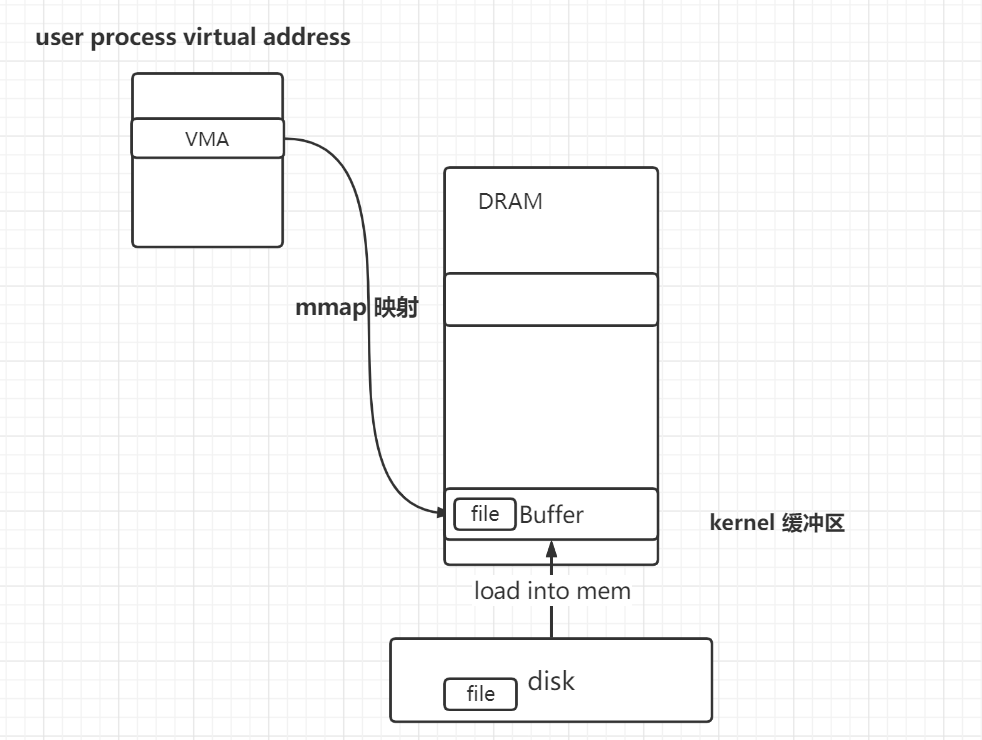 user process virtual address
VMA
DRAM
mmap 映射
file Buffer
kernel 缓冲区
load into mem
file disk